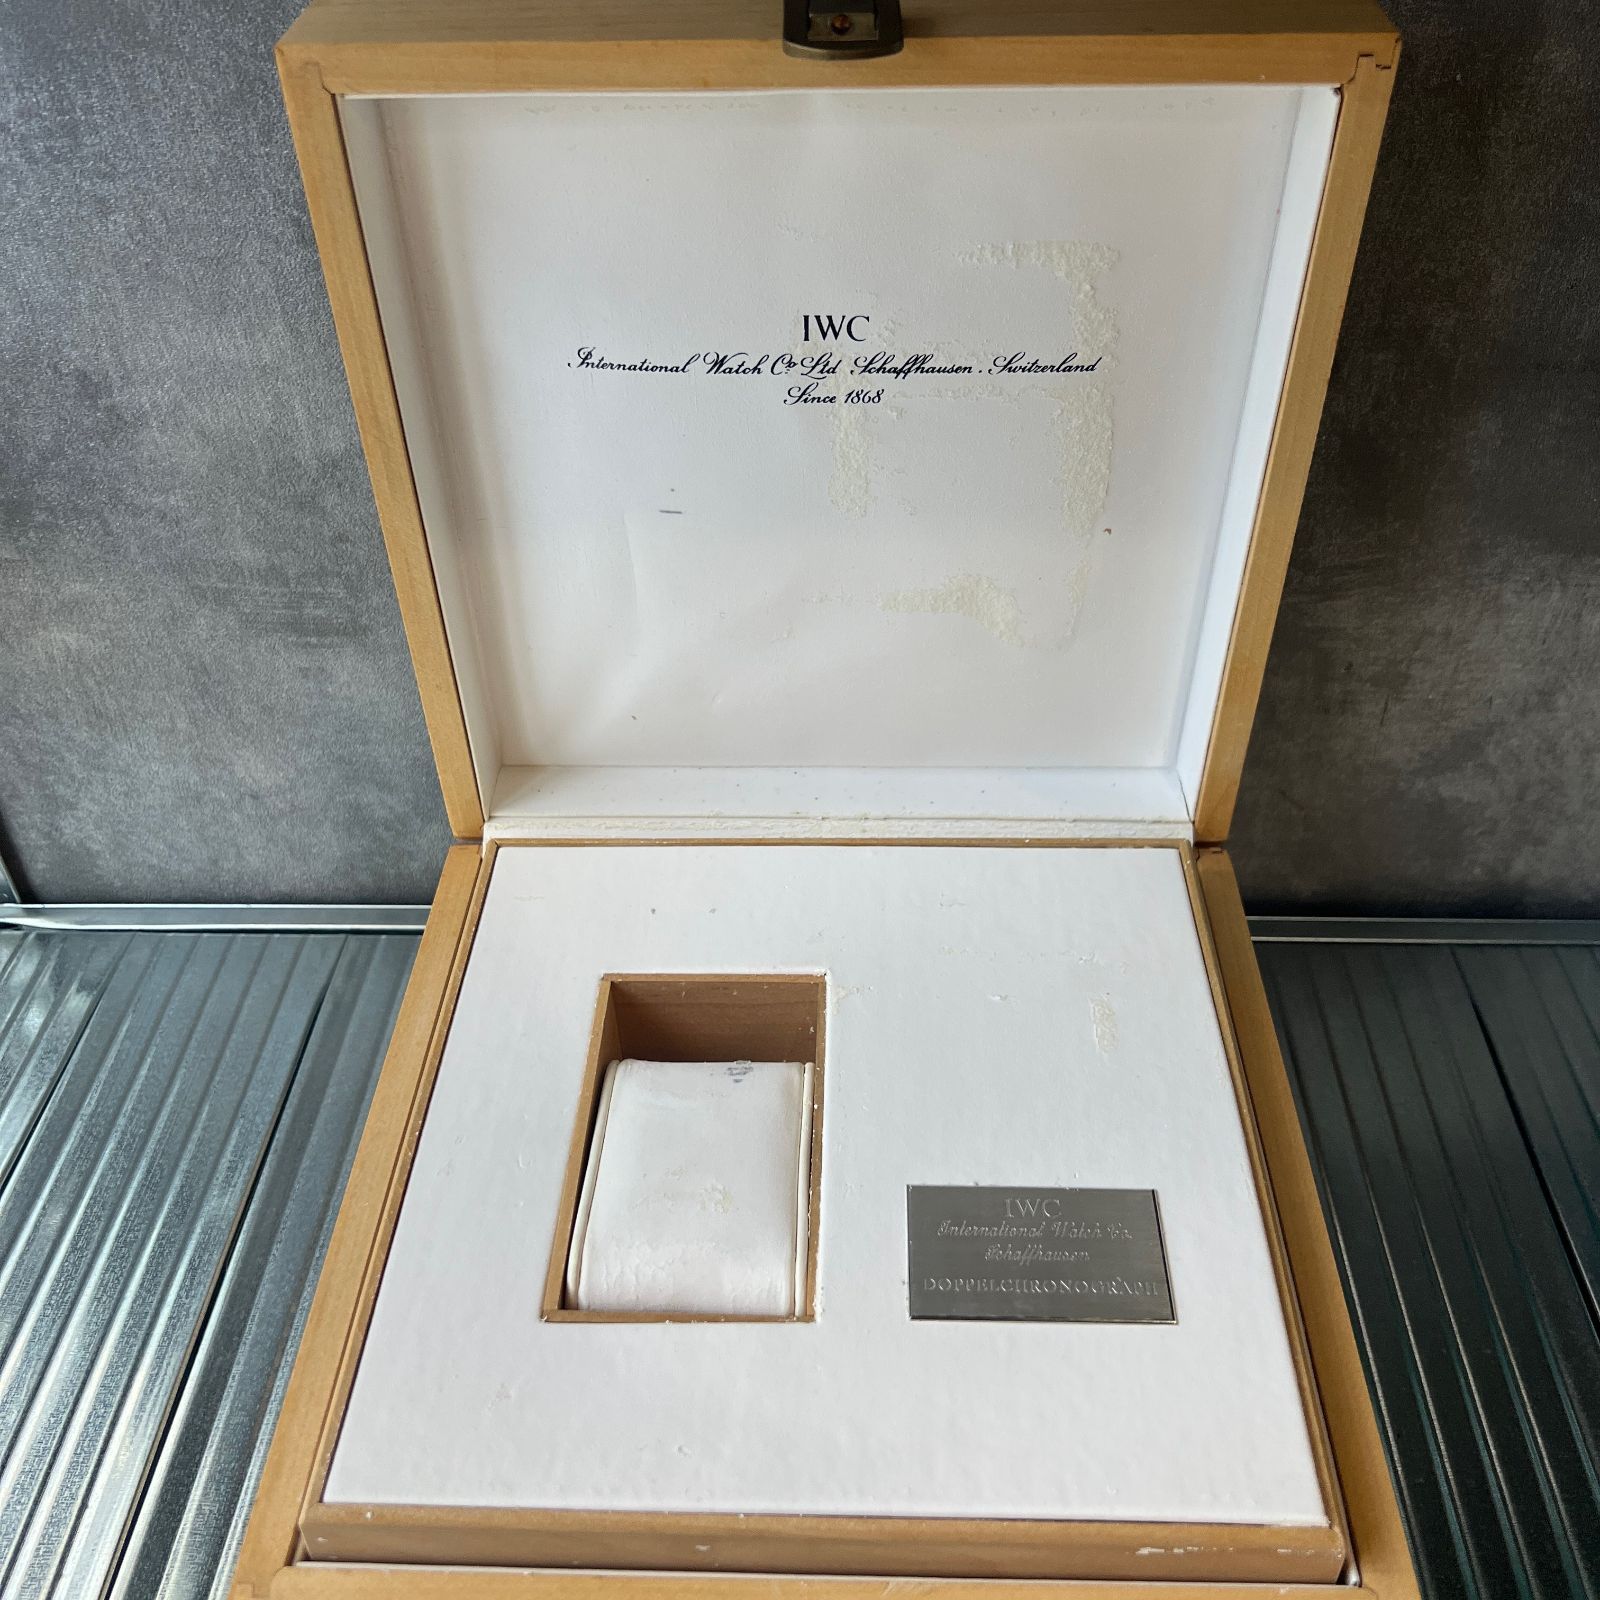 IWC
International Watch Co Ltd Schaffhausen . Switzerland
Since 1868
IWC
International Watch Co.
Schaffhausen
DOPPELCHRONOGRAPH